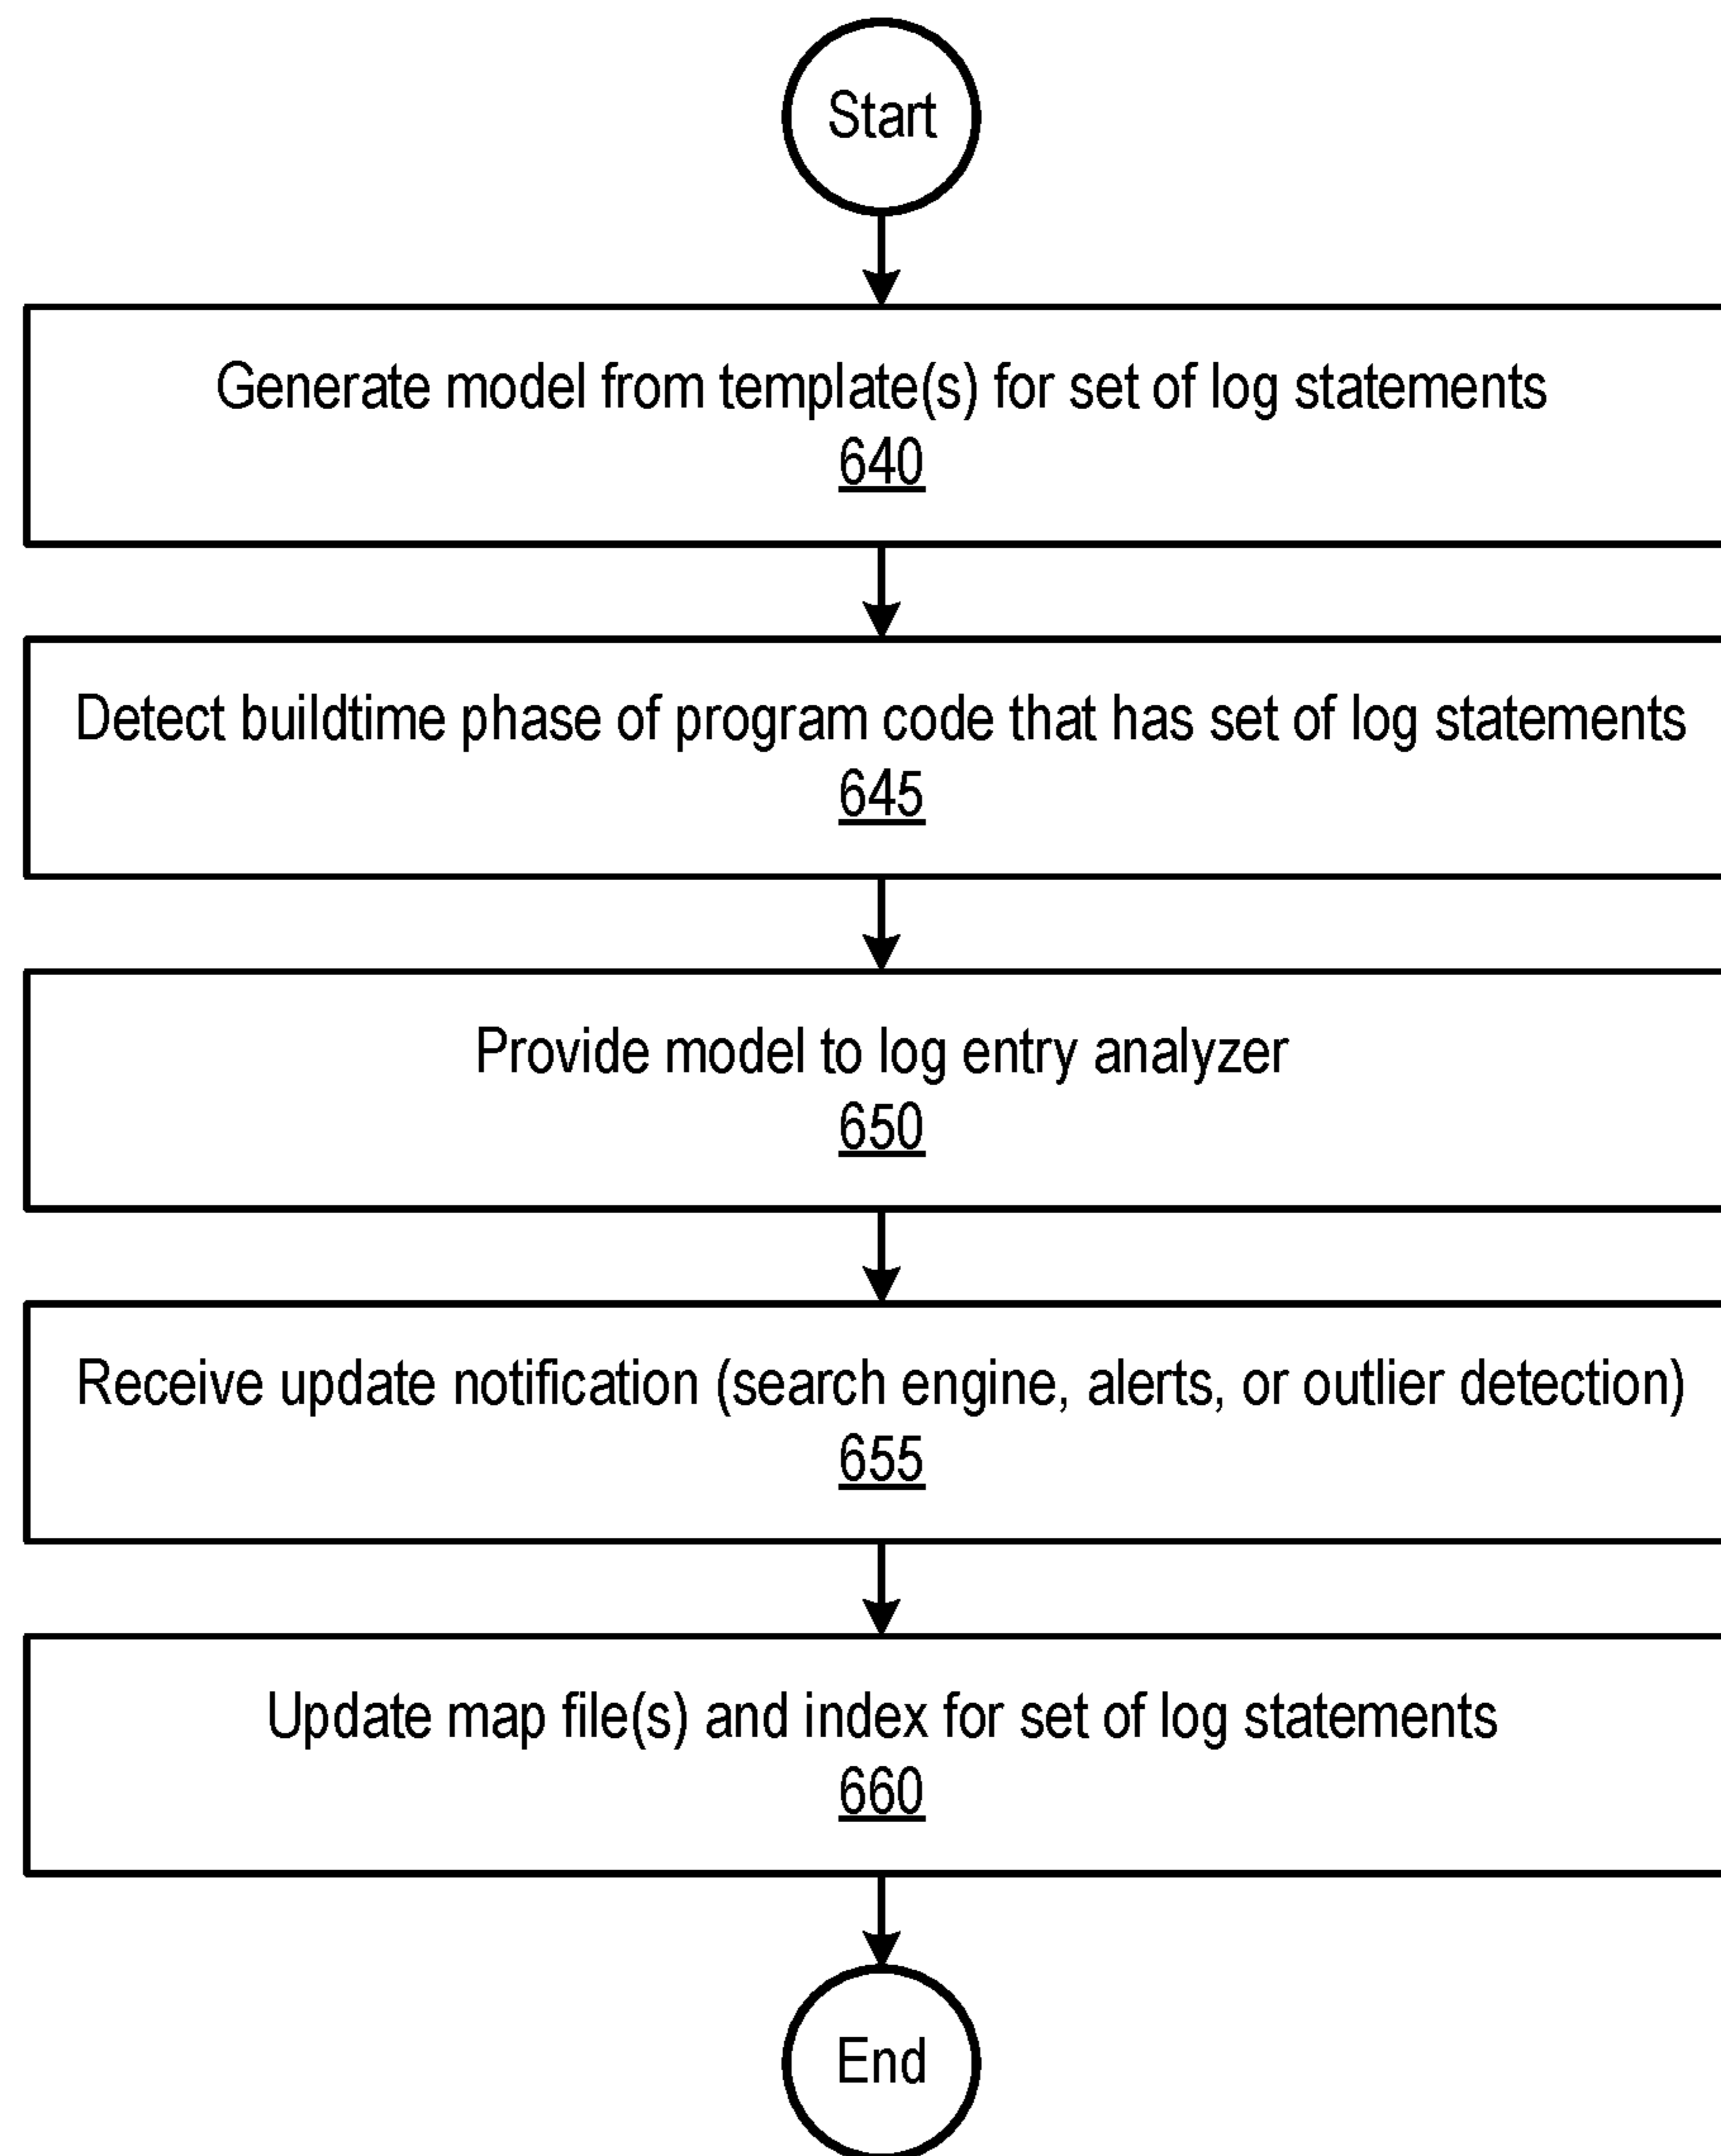 Start
Generate model from template(s) for set of log statements
640
Detect buildtime phase of program code that has set of log statements
645
Provide model to log entry analyzer
650
Receive update notification (search engine, alerts, or outlier detection)
655
Update map file(s) and index for set of log statements
660
End